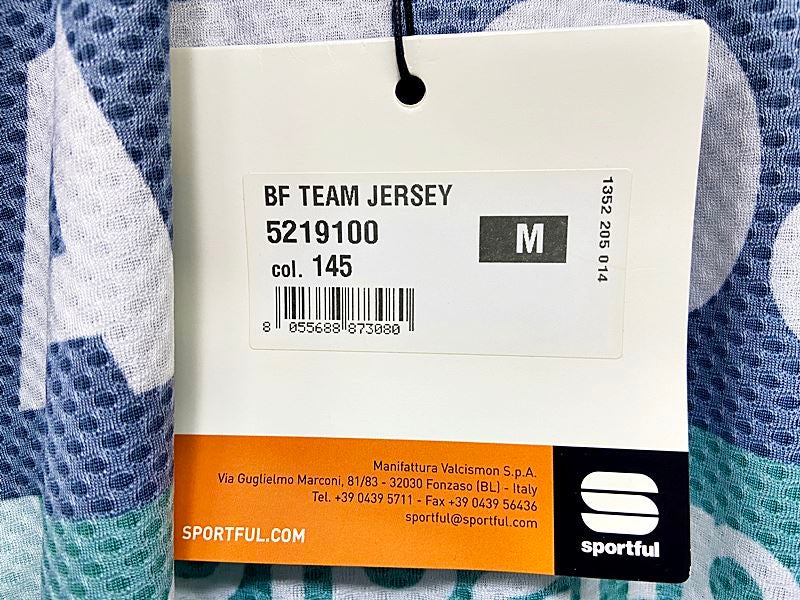 BF TEAM JERSEY
5219100
M
col. 145
8 055688 873080
1352 205 014
Manifattura Valcismon S.p.A.
Via Guglielmo Marconi, 81/83 - 32030 Fonzaso (BL) - Italy
Tel. +39 0439 5711 - Fax +39 0439 56436
sportful@sportful.com
SPORTFUL.COM
sportful